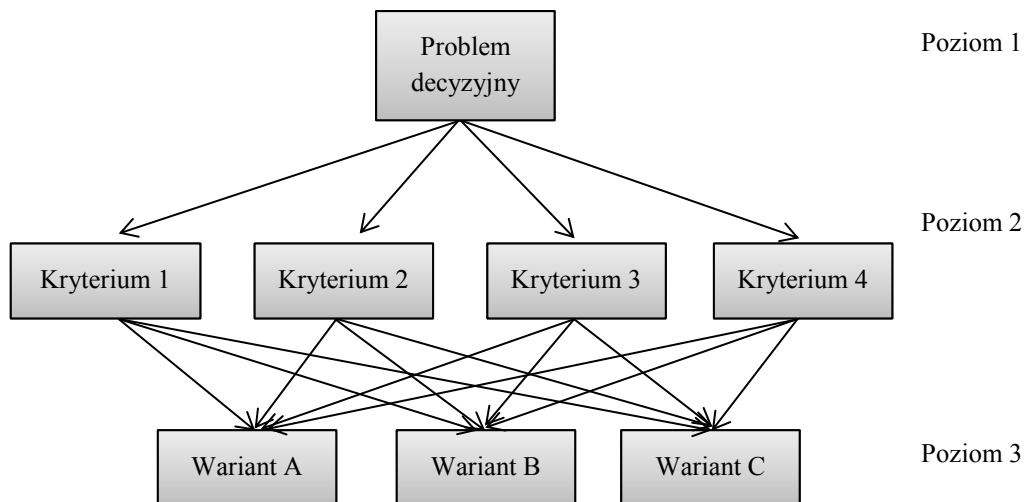 Problem
decyzyjny
Poziom 1
Poziom 2
Kryterium 1
Kryterium 2
Kryterium 3
Kryterium 4
Wariant A
Wariant B
Wariant C
Poziom 3